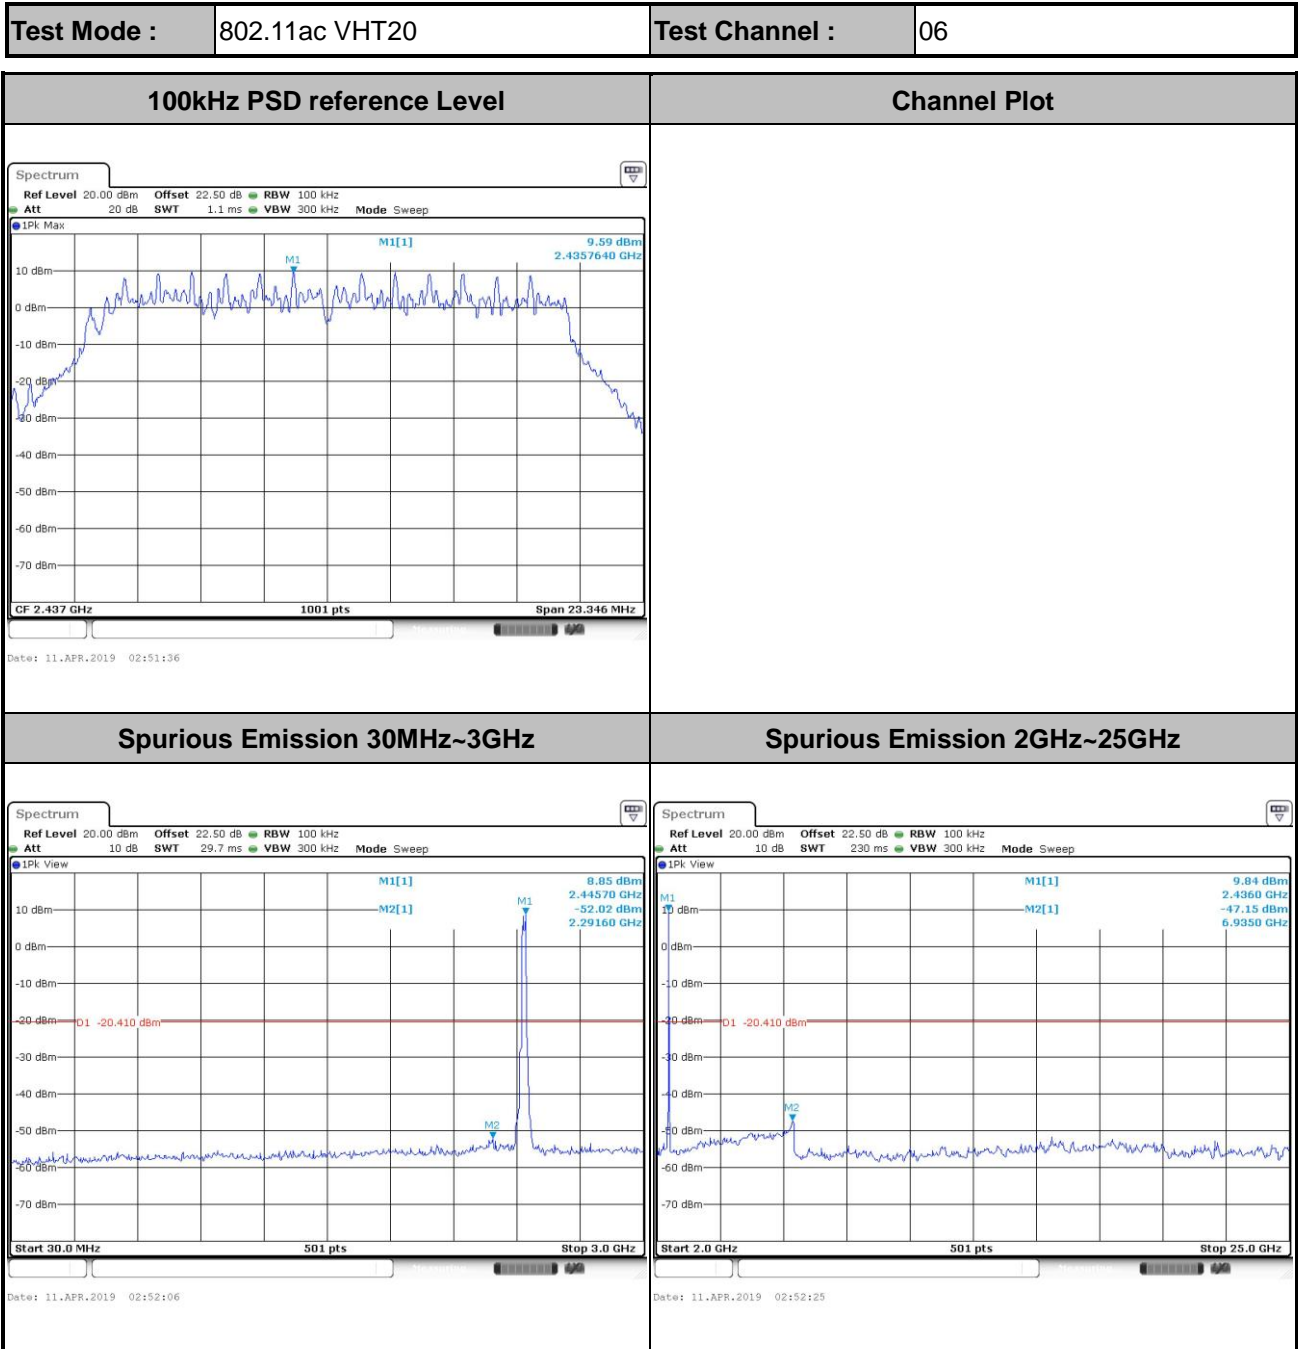 Test Mode : 802.11ac VHT20 Test Channel : 06
100kHz PSD reference Level Channel Plot
Spectrum
Ref Level 20.00 dBm Offset 22.50 dB RBW 100 kHz
Att 20 dB SWT 1.1 ms VBW 300 kHz Mode Sweep
1Pk Max
M1[1] 9.59 dBm
2.4357640 GHz
M1
10 dBm
0 dBm
-10 dBm
-20 dBm
-30 dBm
-40 dBm
-50 dBm
-60 dBm
-70 dBm
CF 2.437 GHz 1001 pts Span 23.346 MHz
Date: 11.APR.2019 02:51:36
Spurious Emission 30MHz~3GHz Spurious Emission 2GHz~25GHz
Spectrum
Ref Level 20.00 dBm Offset 22.50 dB RBW 100 kHz
Att 10 dB SWT 29.7 ms VBW 300 kHz Mode Sweep
1Pk View
M1[1] 8.85 dBm
2.44570 GHz
M2[1] -52.02 dBm
2.29160 GHz
M1
10 dBm
0 dBm
-10 dBm
-20 dBm
D1 -20.410 dBm
-30 dBm
-40 dBm
-50 dBm
M2
-60 dBm
-70 dBm
Start 30.0 MHz 501 pts Stop 3.0 GHz
Date: 11.APR.2019 02:52:06
Spectrum
Ref Level 20.00 dBm Offset 22.50 dB RBW 100 kHz
Att 10 dB SWT 230 ms VBW 300 kHz Mode Sweep
1Pk View
M1[1] 9.84 dBm
2.4360 GHz
M2[1] -47.15 dBm
6.9350 GHz
M1
10 dBm
0 dBm
-10 dBm
-20 dBm
D1 -20.410 dBm
-30 dBm
-40 dBm
M2
-50 dBm
-60 dBm
-70 dBm
Start 2.0 GHz 501 pts Stop 25.0 GHz
Date: 11.APR.2019 02:52:25